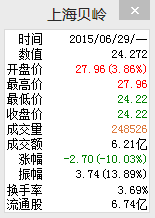 上海贝岭
时间 2015/06/29/一
数值 24.272
开盘价 27.96(3.86%)
最高价 27.96
最低价 24.22
收盘价 24.22
成交量 248526
成交额 6.21亿
涨幅 -2.70(-10.03%)
振幅 3.74(13.89%)
换手率 3.69%
流通股 6.74亿